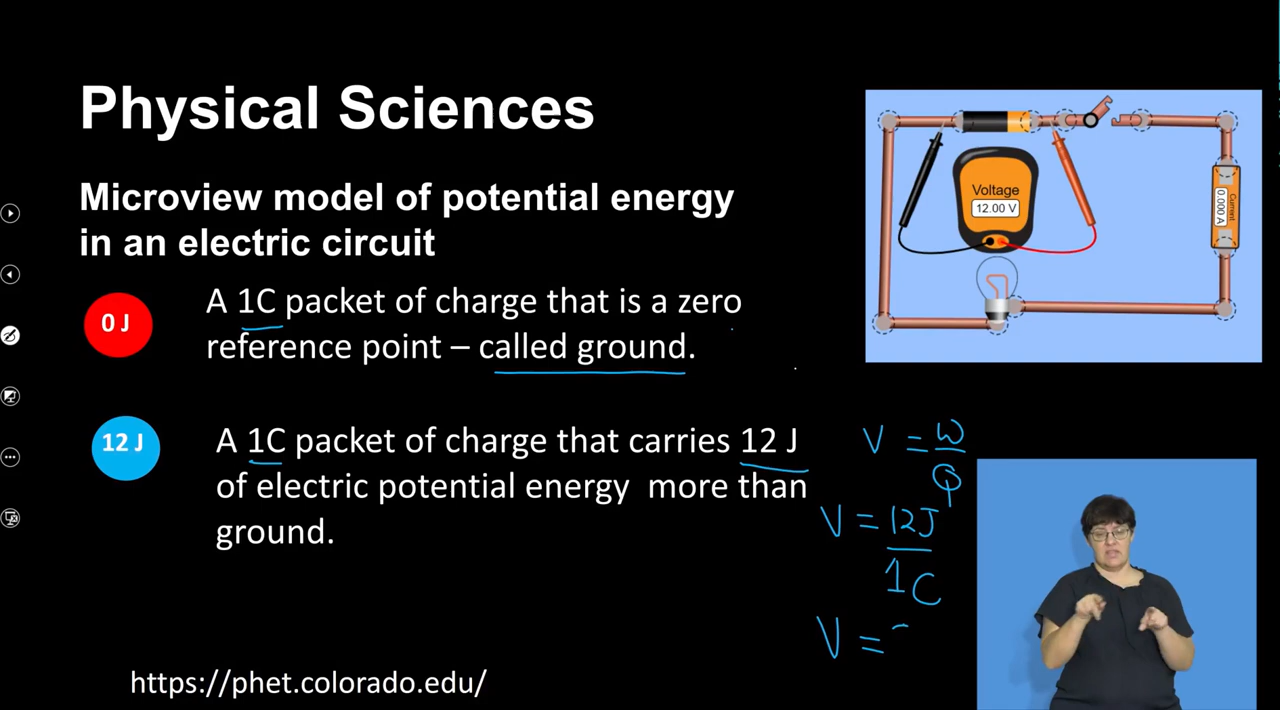 Physical Sciences
Microview model of potential energy
in an electric circuit
0 J
A 1C packet of charge that is a zero
reference point – called ground.
12 J
A 1C packet of charge that carries 12 J
of electric potential energy more than
ground.
https://phet.colorado.edu/
Voltage
12.00 V
Current
0.000 A
V = W
Q
V = 12J
1C
V =